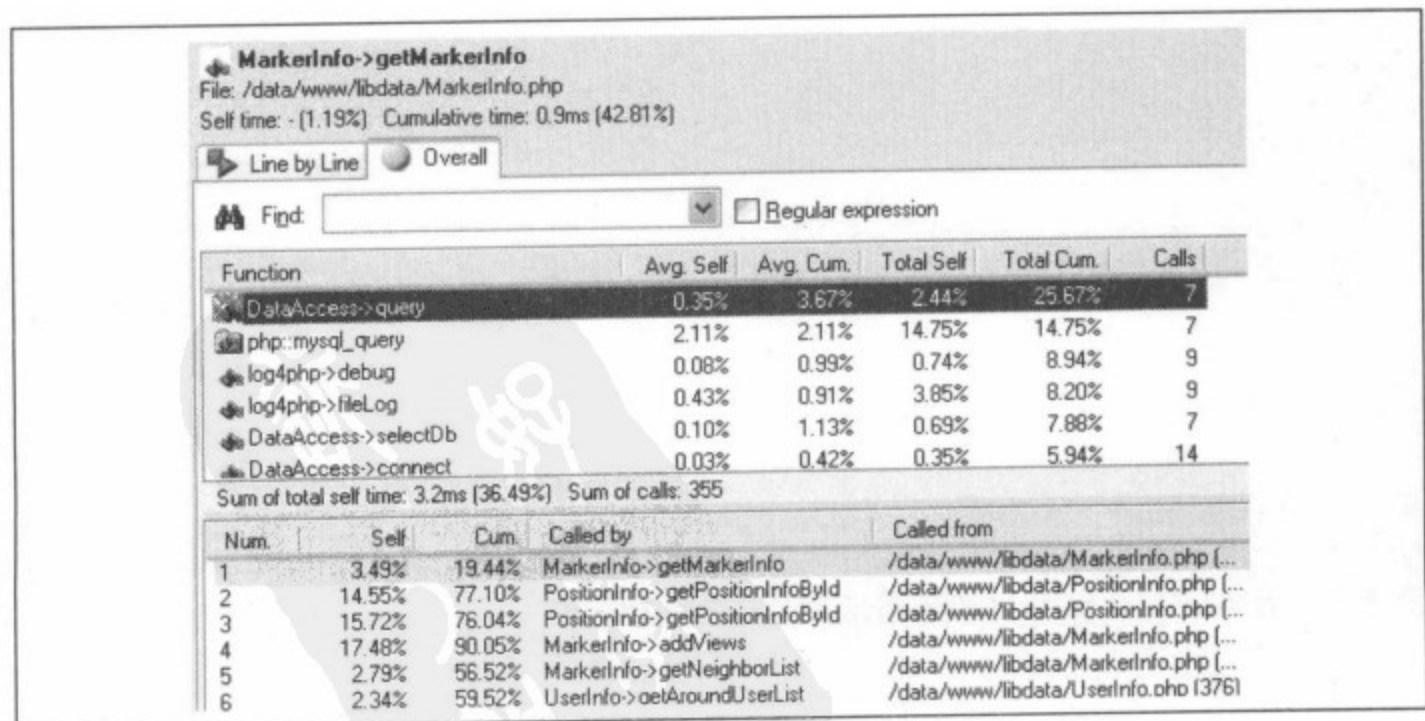 MarkerInfo->getMarkerInfo
File: /data/www/libdata/MarkerInfo.php
Self time: - (1.19%) Cumulative time: 0.9ms (42.81%)
Line by Line Overall
Find: Regular expression
Function Avg. Self Avg. Cum. Total Self Total Cum. Calls
DataAccess->query 0.35% 3.67% 2.44% 25.67% 7
php::mysql_query 2.11% 2.11% 14.75% 14.75% 7
log4php->debug 0.08% 0.99% 0.74% 8.94% 9
log4php->fileLog 0.43% 0.91% 3.85% 8.20% 9
DataAccess->selectDb 0.10% 1.13% 0.69% 7.88% 7
DataAccess->connect 0.03% 0.42% 0.35% 5.94% 14
Sum of total self time: 3.2ms (36.49%) Sum of calls: 355
Num. Self Cum. Called by Called from
1 3.49% 19.44% MarkerInfo->getMarkerInfo /data/www/libdata/MarkerInfo.php (...
2 14.55% 77.10% PositionInfo->getPositionInfoById /data/www/libdata/PositionInfo.php (...
3 15.72% 76.04% PositionInfo->getPositionInfoById /data/www/libdata/PositionInfo.php (...
4 17.48% 90.05% MarkerInfo->addViews /data/www/libdata/MarkerInfo.php (...
5 2.79% 56.52% MarkerInfo->getNeighborList /data/www/libdata/MarkerInfo.php (...
6 2.34% 59.52% UserInfo->getAroundUserList /data/www/libdata/UserInfo.php (376)